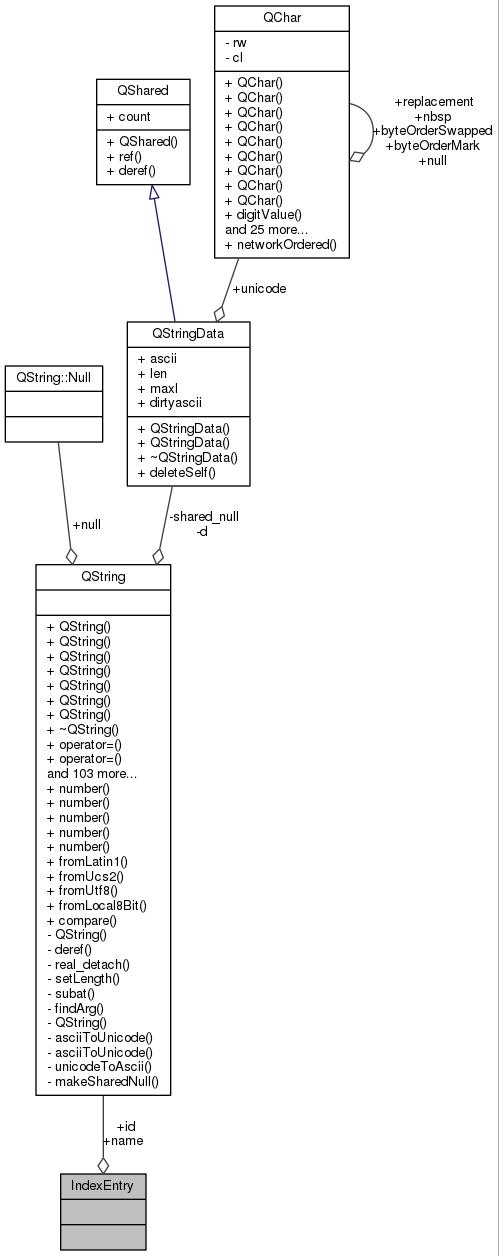 QChar
- rw
- cl
+ QChar()
+ QChar()
+ QChar()
+ QChar()
+ QChar()
+ QChar()
+ QChar()
+ QChar()
+ QChar()
+ digitValue()
and 25 more...
+ networkOrdered()
+replacement
+nbsp
+byteOrderSwapped
+byteOrderMark
+null
QShared
+ count
+ QShared()
+ ref()
+ deref()
+unicode
QStringData
+ ascii
+ len
+ maxl
+ dirtyascii
+ QStringData()
+ QStringData()
+ ~QStringData()
+ deleteSelf()
QString::Null
+null
-shared_null
-d
QString
+ QString()
+ QString()
+ QString()
+ QString()
+ QString()
+ QString()
+ QString()
+ ~QString()
+ operator=()
+ operator=()
and 103 more...
+ number()
+ number()
+ number()
+ number()
+ number()
+ fromLatin1()
+ fromUcs2()
+ fromUtf8()
+ fromLocal8Bit()
+ compare()
- QString()
- deref()
- real_detach()
- setLength()
- subat()
- findArg()
- QString()
- asciiToUnicode()
- asciiToUnicode()
- unicodeToAscii()
- makeSharedNull()
+id
+name
IndexEntry